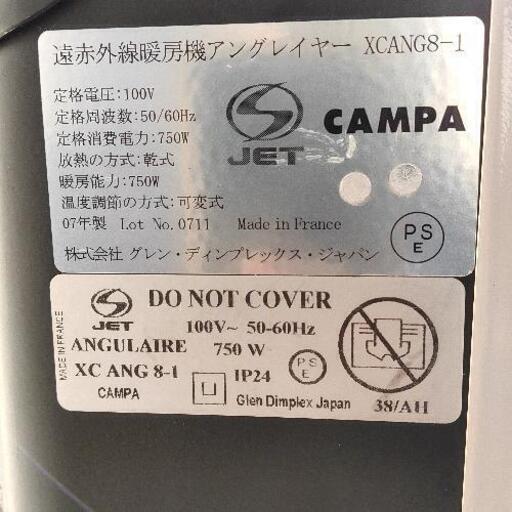 遠赤外線暖房機アングレイヤー XCANG8-1
定格電圧:100V
定格周波数:50/60Hz
定格消費電力:750W
放熱の方式:乾式
暖房能力:750W
温度調節の方式:可変式
07年製 Lot No.0711 Made in France
株式会社 グレン・ディンプレックス・ジャパン
JET
CAMPA
PS
E
MADE IN FRANCE
JET
DO NOT COVER
100V~ 50-60Hz
ANGULAIRE 750 W
XC ANG 8-1 IP24
PS
E
CAMPA
Glen Dimplex Japan
38/AH